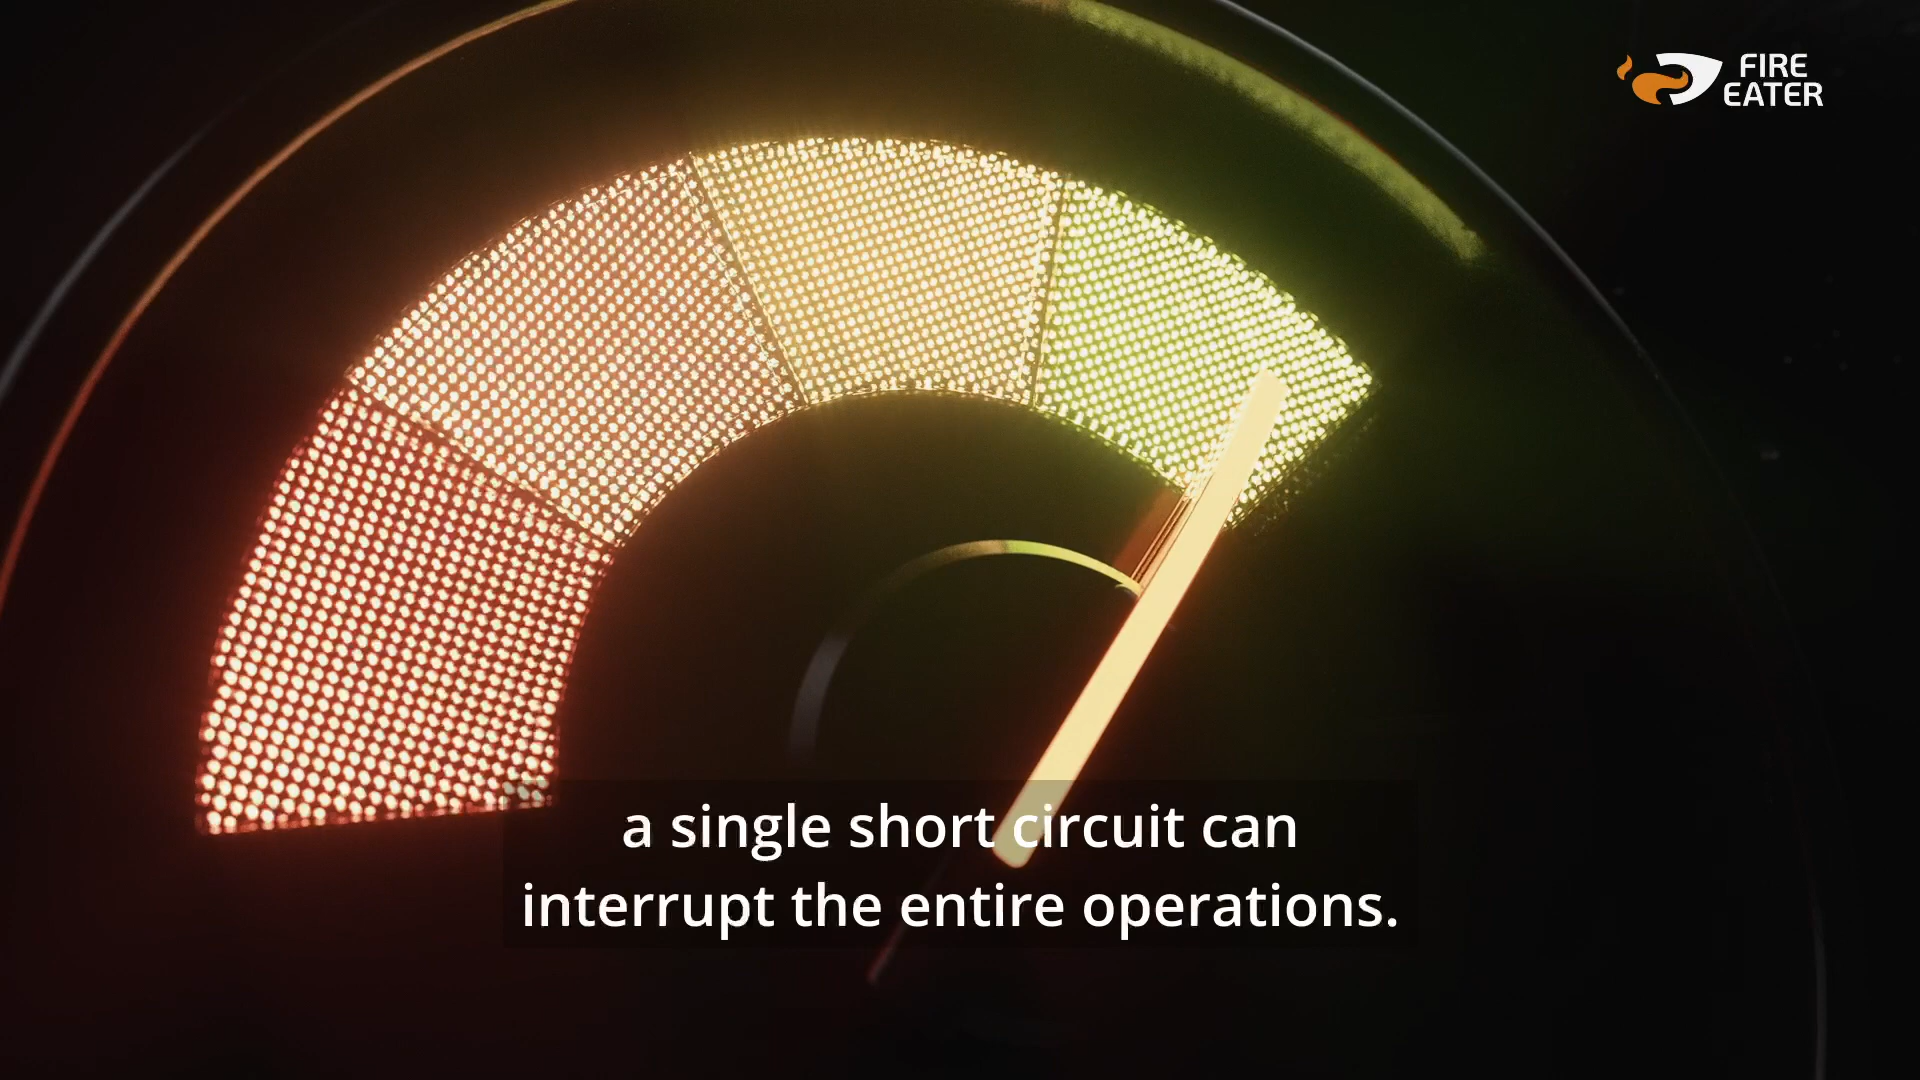 FIRE
EATER
a single short circuit can
interrupt the entire operations.